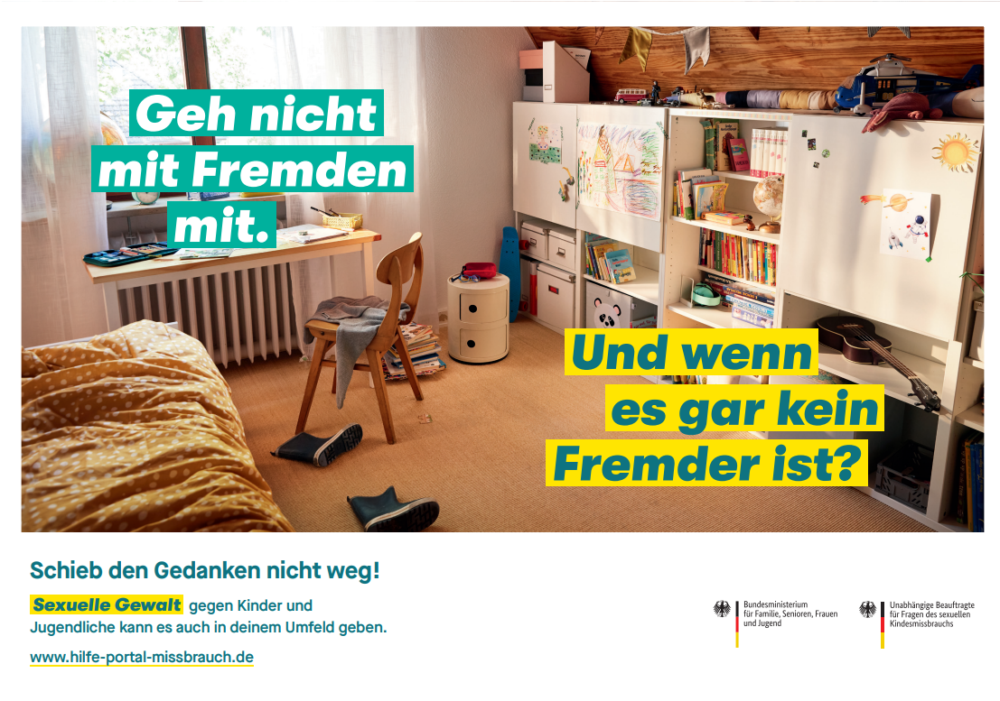 Geh nicht
mit Fremden
mit.
Und wenn
es gar kein
Fremder ist?
Schieb den Gedanken nicht weg!
Sexuelle Gewalt gegen Kinder und
Jugendliche kann es auch in deinem Umfeld geben.
www.hilfe-portal-missbrauch.de
Bundesministerium
für Familie, Senioren, Frauen
und Jugend
Unabhängige Beauftragte
für Fragen des sexuellen
Kindesmissbrauchs